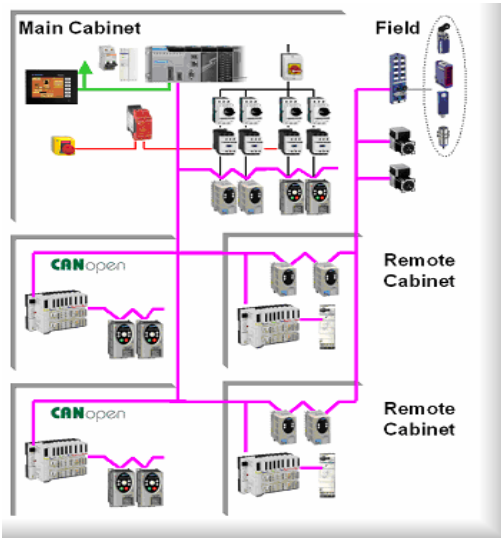 Main Cabinet
Field
CANopen
Remote
Cabinet
CANopen
Remote
Cabinet